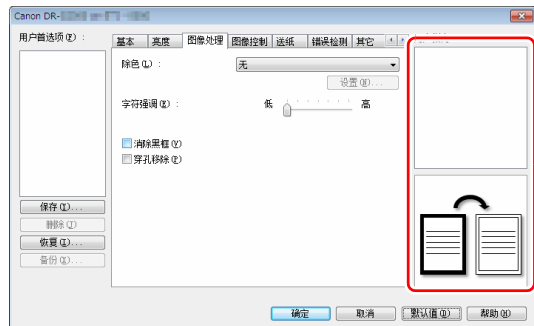 Canon DR-
用户首选项(P) :
基本 亮度 图像处理 图像控制 送纸 错误检测 其它
除色(L) :
无
设置(W)...
字符强调(E) :
低
高
消除黑框(Y)
穿孔移除(P)
保存(I)...
删除(J)
恢复(I)...
备份(K)...
确定
取消
默认值(D)
帮助(H)